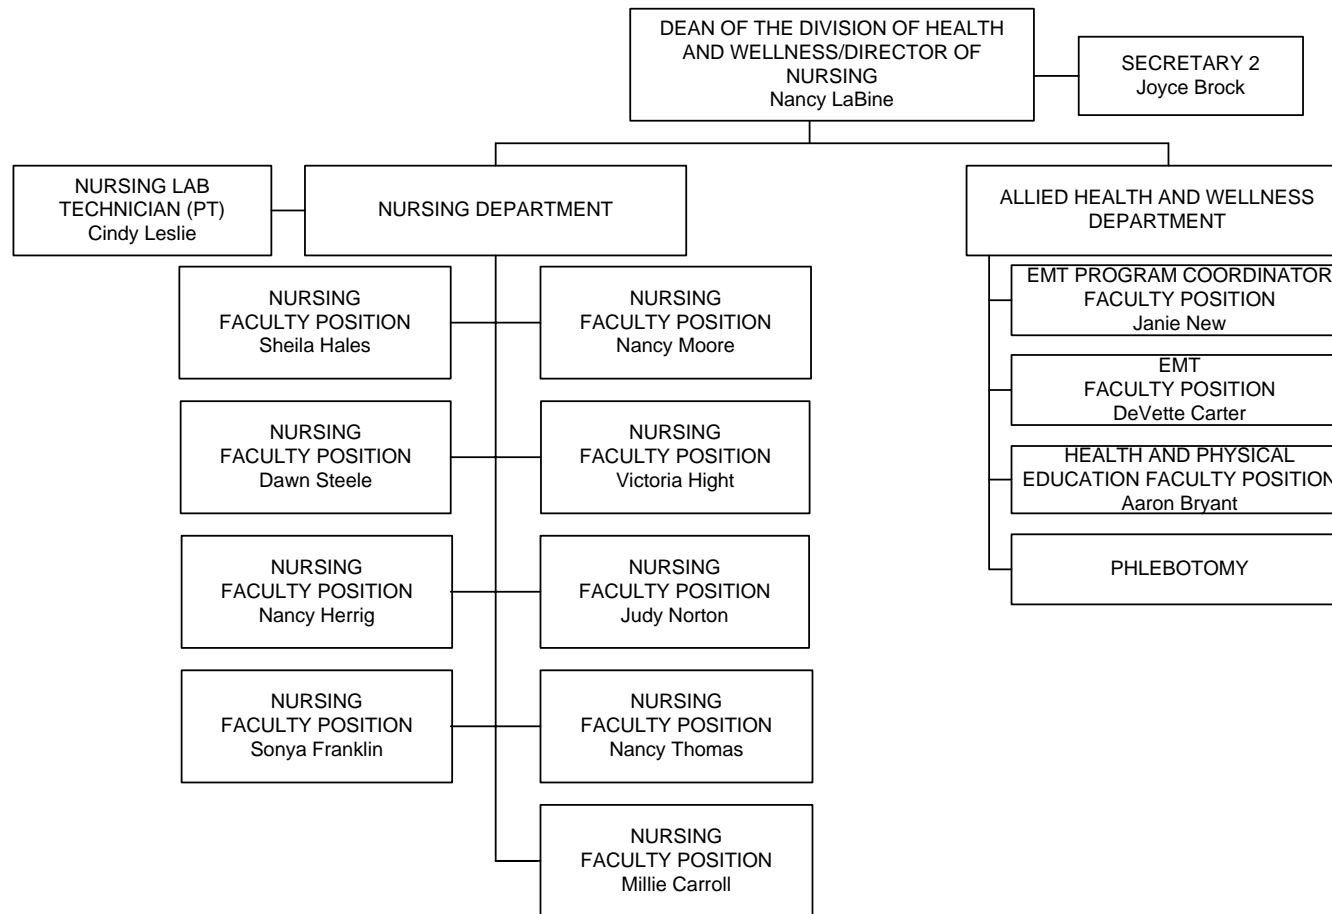 DEAN OF THE DIVISION OF HEALTH
AND WELLNESS/DIRECTOR OF
NURSING
Nancy LaBine
SECRETARY 2
Joyce Brock
NURSING LAB
TECHNICIAN (PT)
Cindy Leslie
NURSING DEPARTMENT
ALLIED HEALTH AND WELLNESS
DEPARTMENT
NURSING
FACULTY POSITION
Sheila Hales
NURSING
FACULTY POSITION
Nancy Moore
EMT PROGRAM COORDINATOR
FACULTY POSITION
Janie New
EMT
FACULTY POSITION
DeVette Carter
NURSING
FACULTY POSITION
Dawn Steele
NURSING
FACULTY POSITION
Victoria Hight
HEALTH AND PHYSICAL
EDUCATION FACULTY POSITION
Aaron Bryant
NURSING
FACULTY POSITION
Nancy Herrig
NURSING
FACULTY POSITION
Judy Norton
PHLEBOTOMY
NURSING
FACULTY POSITION
Sonya Franklin
NURSING
FACULTY POSITION
Nancy Thomas
NURSING
FACULTY POSITION
Millie Carroll